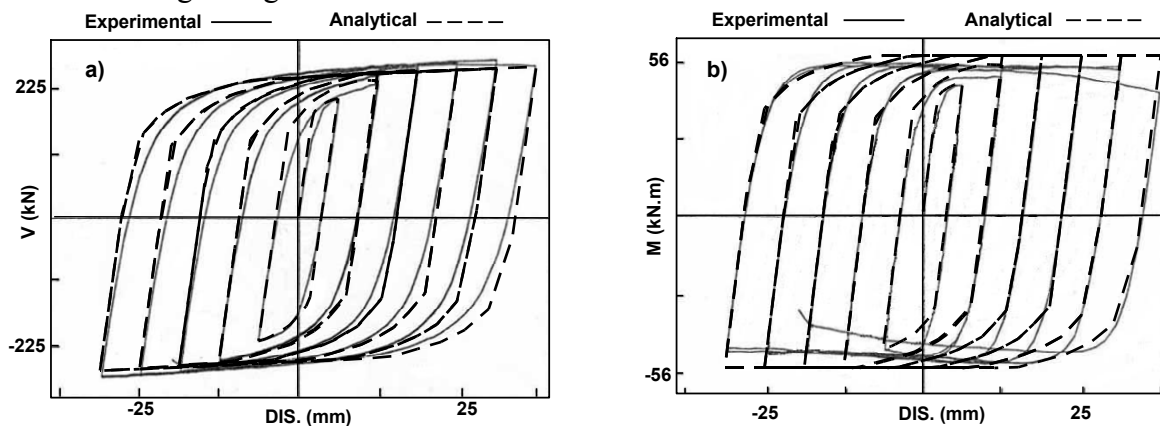 Experimental Analytical
Experimental Analytical
a)
225
V (kN)
-225
-25 25
DIS. (mm)
b)
56
M (kN.m)
-56
-25 25
DIS. (mm)